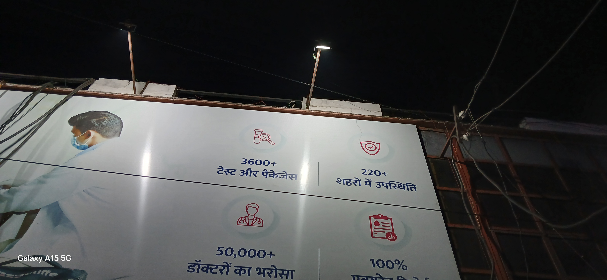 3600+
टेस्ट और पैकेजेस
220+
शहरों में उपस्थिति
50,000+
डॉक्टरों का भरोसा
100%
Galaxy A15 5G